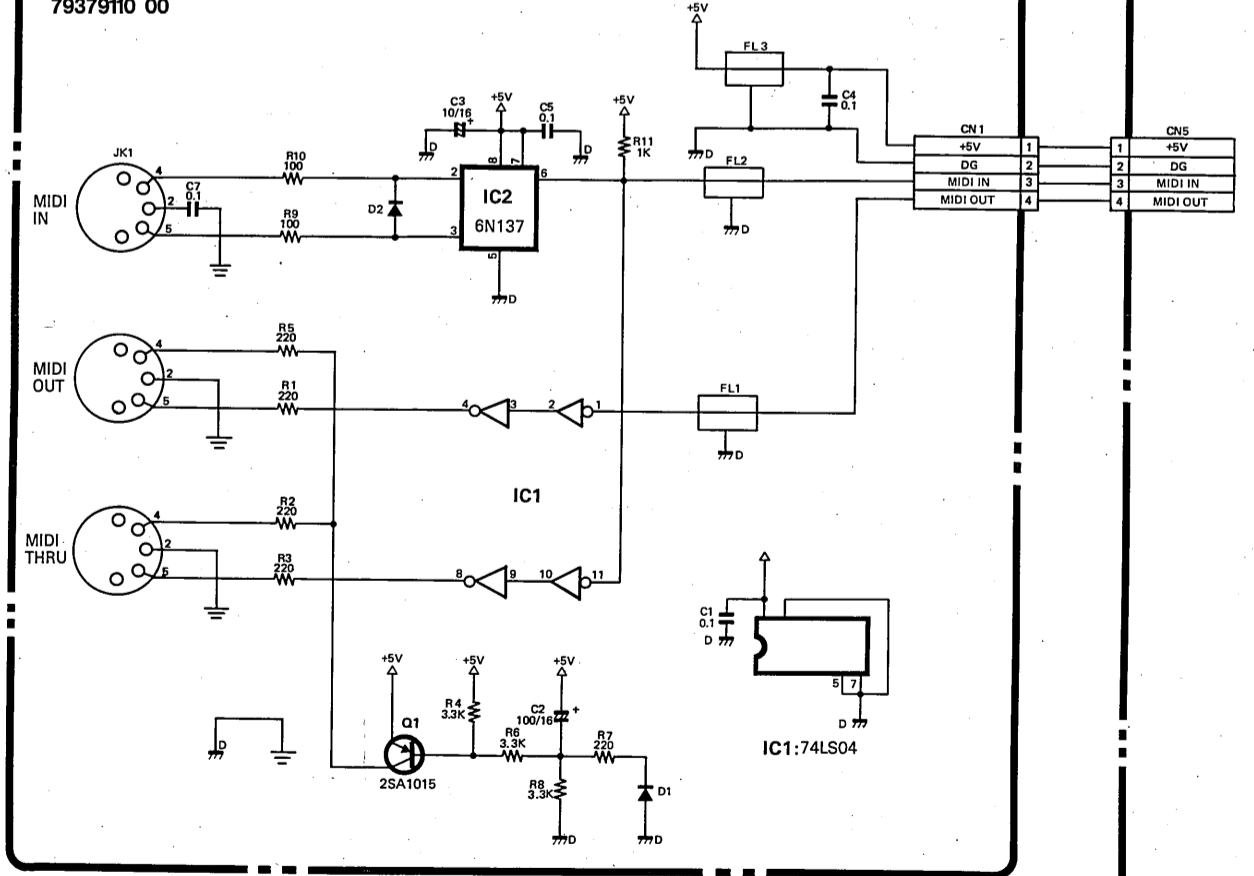 79379110 00
+5V
FL3
C4
0.1
C3
10/16
+
+5V
C5
0.1
D
D
8
7
+5V
R11
1K
D
CN1
+5V 1
DG 2
MIDI IN 3
MIDI OUT 4
CN5
1 +5V
2 DG
3 MIDI IN
4 MIDI OUT
JK1
MIDI
IN
4
2
5
C7
0.1
R10
100
R9
100
D2
2
3
IC2
6N137
6
5
D
FL2
D
MIDI
OUT
4
2
5
R5
220
R1
220
4
3
2
1
FL1
D
IC1
MIDI
THRU
4
2
5
R2
220
R3
220
8
9
10
11
C1
0.1
D
5
7
D
IC1:74LS04
D
+5V
Q1
2SA1015
+5V
R4
3.3K
R6
3.3K
+5V
C2
100/16
+
R7
220
R8
3.3K
D
D1
D